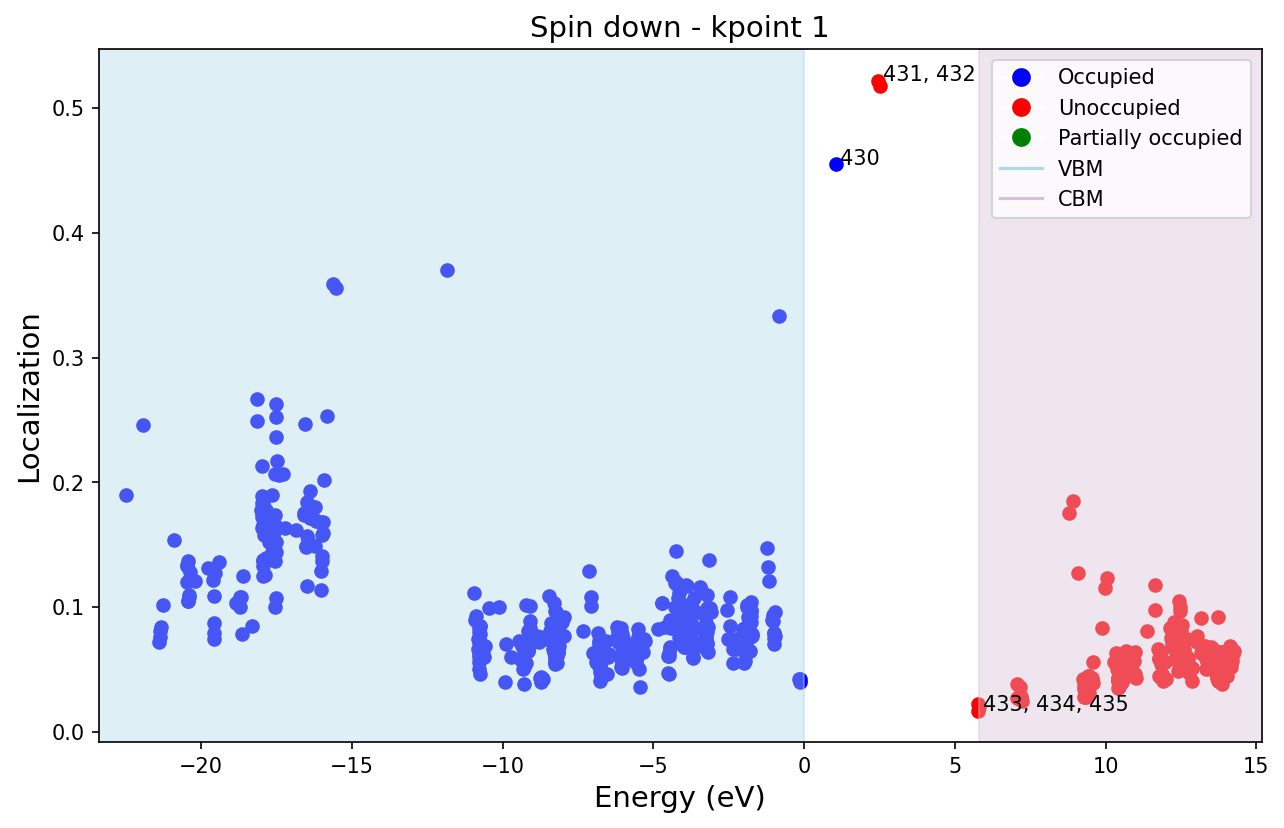 Spin down - kpoint 1
Localization
0.5
0.4
0.3
0.2
0.1
0.0
431, 432
430
433, 434, 435
Occupied
Unoccupied
Partially occupied
VBM
CBM
−20
−15
−10
−5
0
5
10
15
Energy (eV)